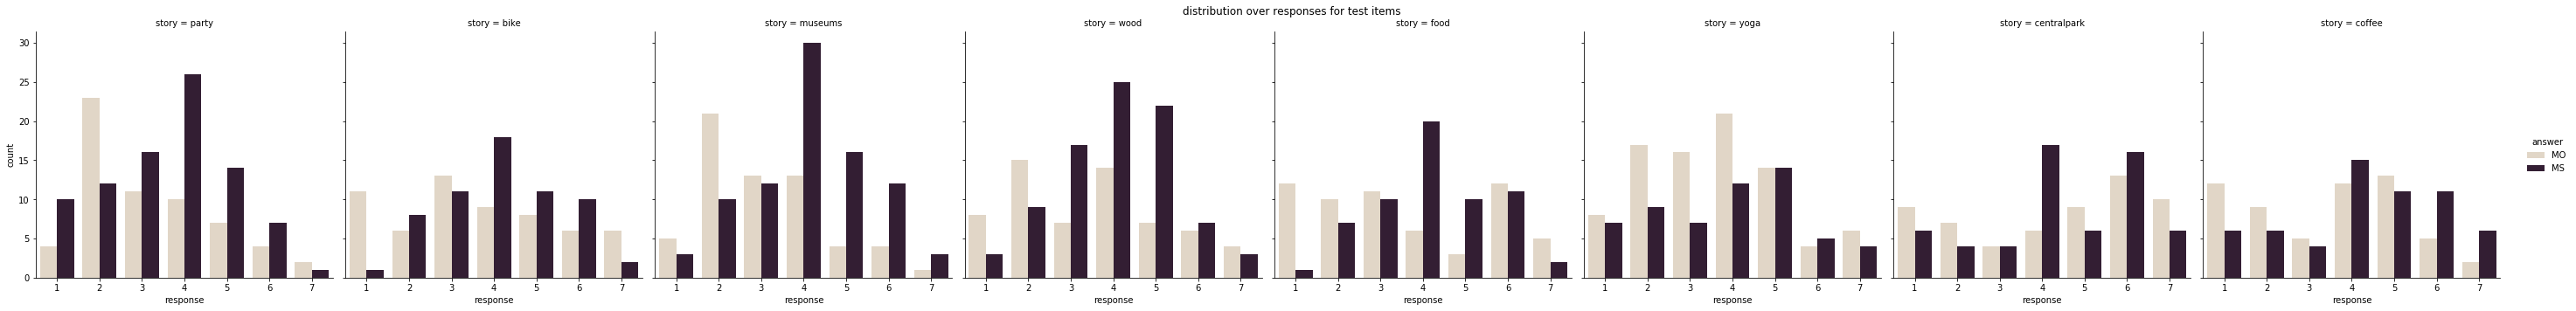 distribution over responses for test items
story = party
story = bike
story = museums
story = wood
story = food
story = yoga
story = centralpark
story = coffee
30
25
20
15
10
5
0
count
1 2 3 4 5 6 7
1 2 3 4 5 6 7
1 2 3 4 5 6 7
1 2 3 4 5 6 7
1 2 3 4 5 6 7
1 2 3 4 5 6 7
1 2 3 4 5 6 7
1 2 3 4 5 6 7
response
response
response
response
response
response
response
response
answer
MO
MS